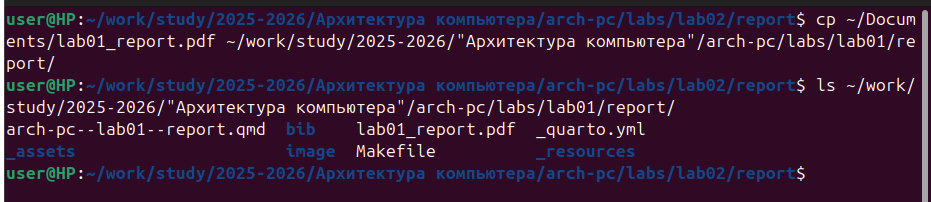 user@HP:~/work/study/2025-2026/Архитектура компьютера/arch-pc/labs/lab02/report$ cp ~/Docum
ents/lab01_report.pdf ~/work/study/2025-2026/"Архитектура компьютера"/arch-pc/labs/lab01/re
port/
user@HP:~/work/study/2025-2026/Архитектура компьютера/arch-pc/labs/lab02/report$ ls ~/work/
study/2025-2026/"Архитектура компьютера"/arch-pc/labs/lab01/report/
arch-pc--lab01--report.qmd  bib    lab01_report.pdf  _quarto.yml
_assets                     image  Makefile          _resources
user@HP:~/work/study/2025-2026/Архитектура компьютера/arch-pc/labs/lab02/report$